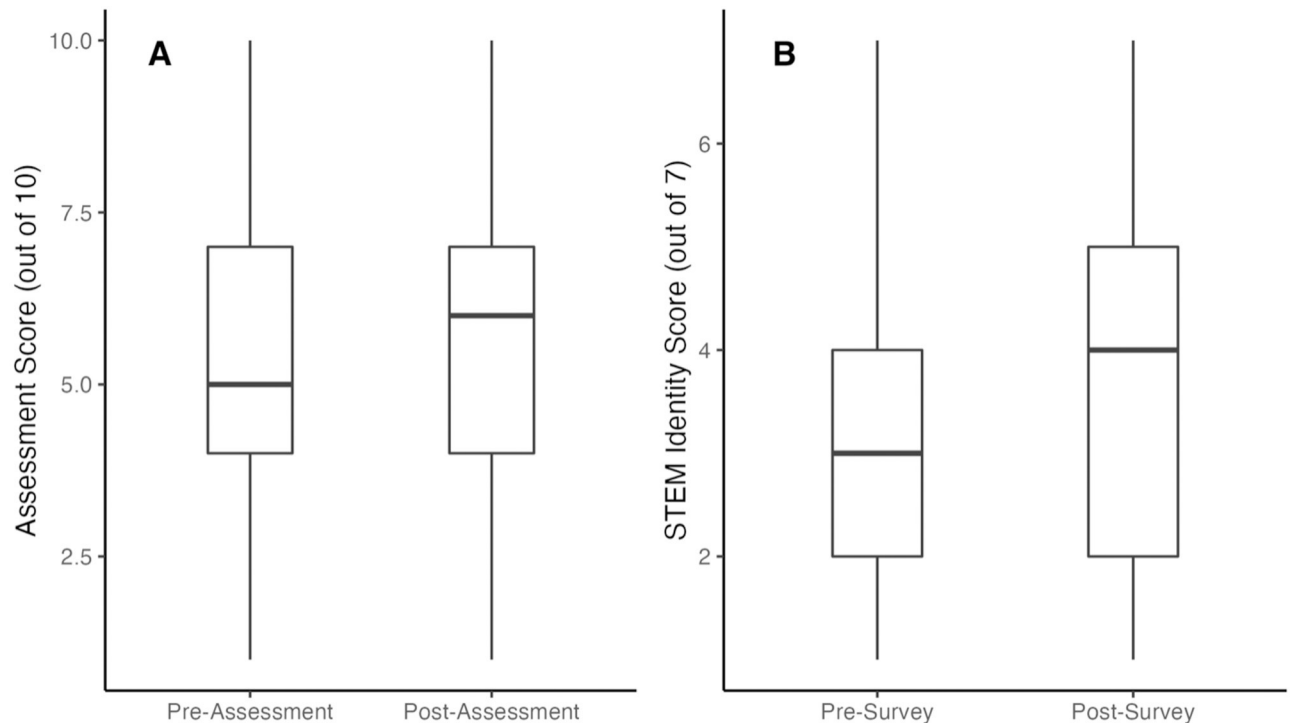 A
Assessment Score (out of 10)
10.0
7.5
5.0
2.5
Pre-Assessment
Post-Assessment
B
STEM Identity Score (out of 7)
6
4
2
Pre-Survey
Post-Survey